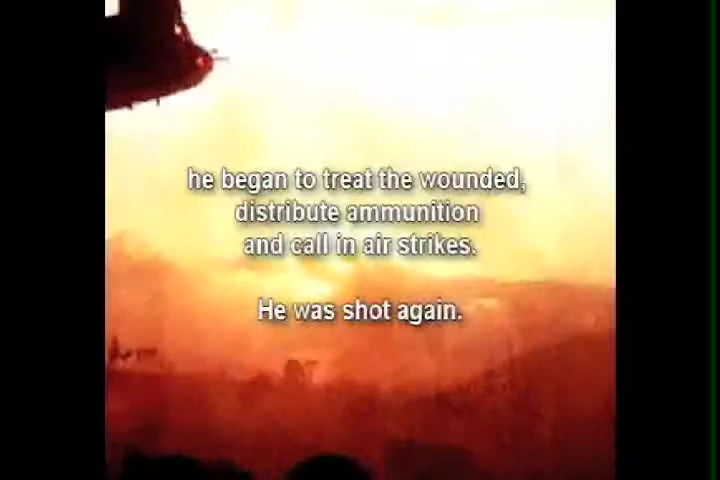 he began to treat the wounded,
distribute ammunition
and call in air strikes.
He was shot again.